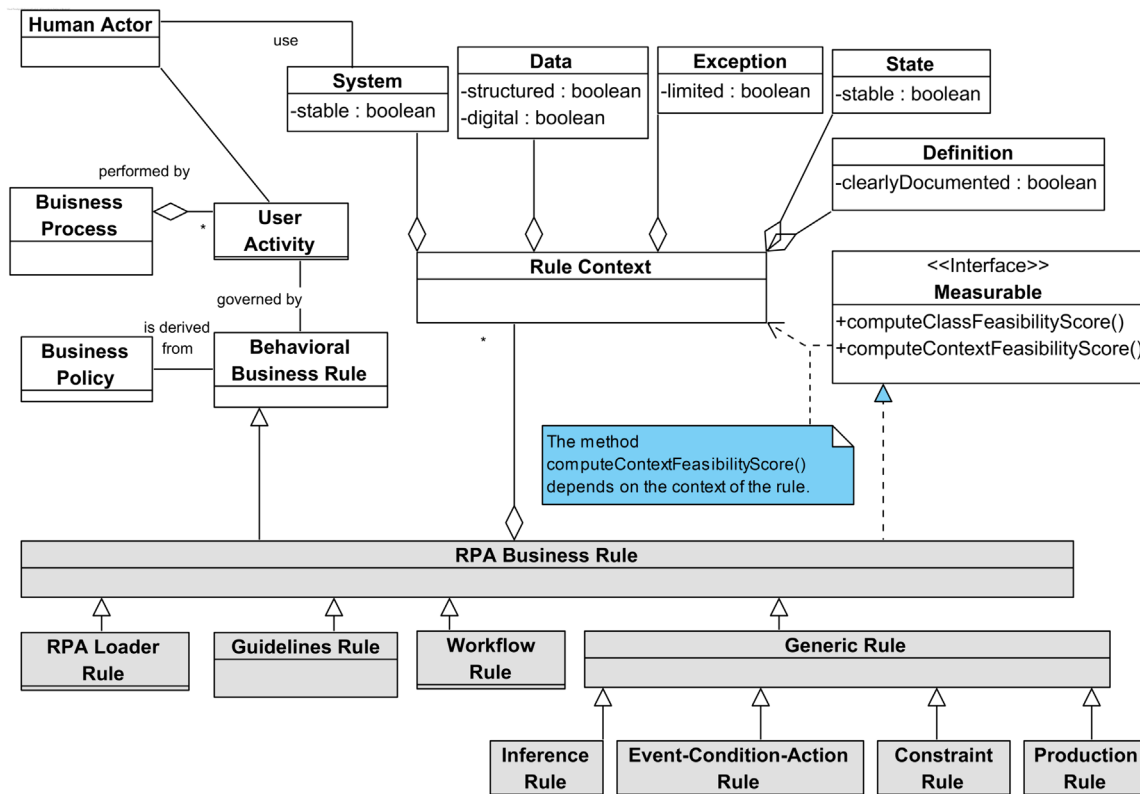 Human Actor
use
System
-stable : boolean
Data
-structured : boolean
-digital : boolean
Exception
-limited : boolean
State
-stable : boolean
Definition
-clearlyDocumented : boolean
performed by
Buisness
Process
*
User
Activity
Rule Context
<<Interface>>
Measurable
+computeClassFeasibilityScore()
+computeContextFeasibilityScore()
governed by
is derived
from
Business
Policy
Behavioral
Business Rule
*
The method
computeContextFeasibilityScore()
depends on the context of the rule.
RPA Business Rule
RPA Loader
Rule
Guidelines Rule
Workflow
Rule
Generic Rule
Inference
Rule
Event-Condition-Action
Rule
Constraint
Rule
Production
Rule